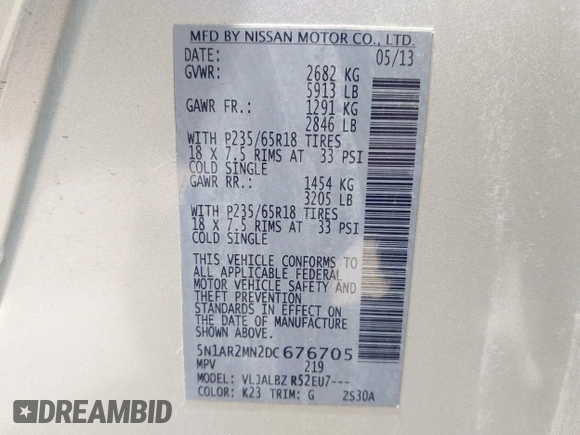 MFD BY NISSAN MOTOR CO., LTD.
DATE: 05/13
GVWR: 2682 KG
5913 LB
GAWR FR.: 1291 KG
2846 LB
WITH P235/65R18 TIRES
18 X 7.5 RIMS AT 33 PSI
COLD SINGLE
GAWR RR.: 1454 KG
3205 LB
WITH P235/65R18 TIRES
18 X 7.5 RIMS AT 33 PSI
COLD SINGLE
THIS VEHICLE CONFORMS TO
ALL APPLICABLE FEDERAL
MOTOR VEHICLE SAFETY AND
THEFT PREVENTION
STANDARDS IN EFFECT ON
THE DATE OF MANUFACTURE
SHOWN ABOVE.
5N1AR2MN2DC676705
MPV 219
MODEL: VLJALBZ R52EU7---
COLOR: K23 TRIM: G ZS30A
DREAMBID
DREAMBID